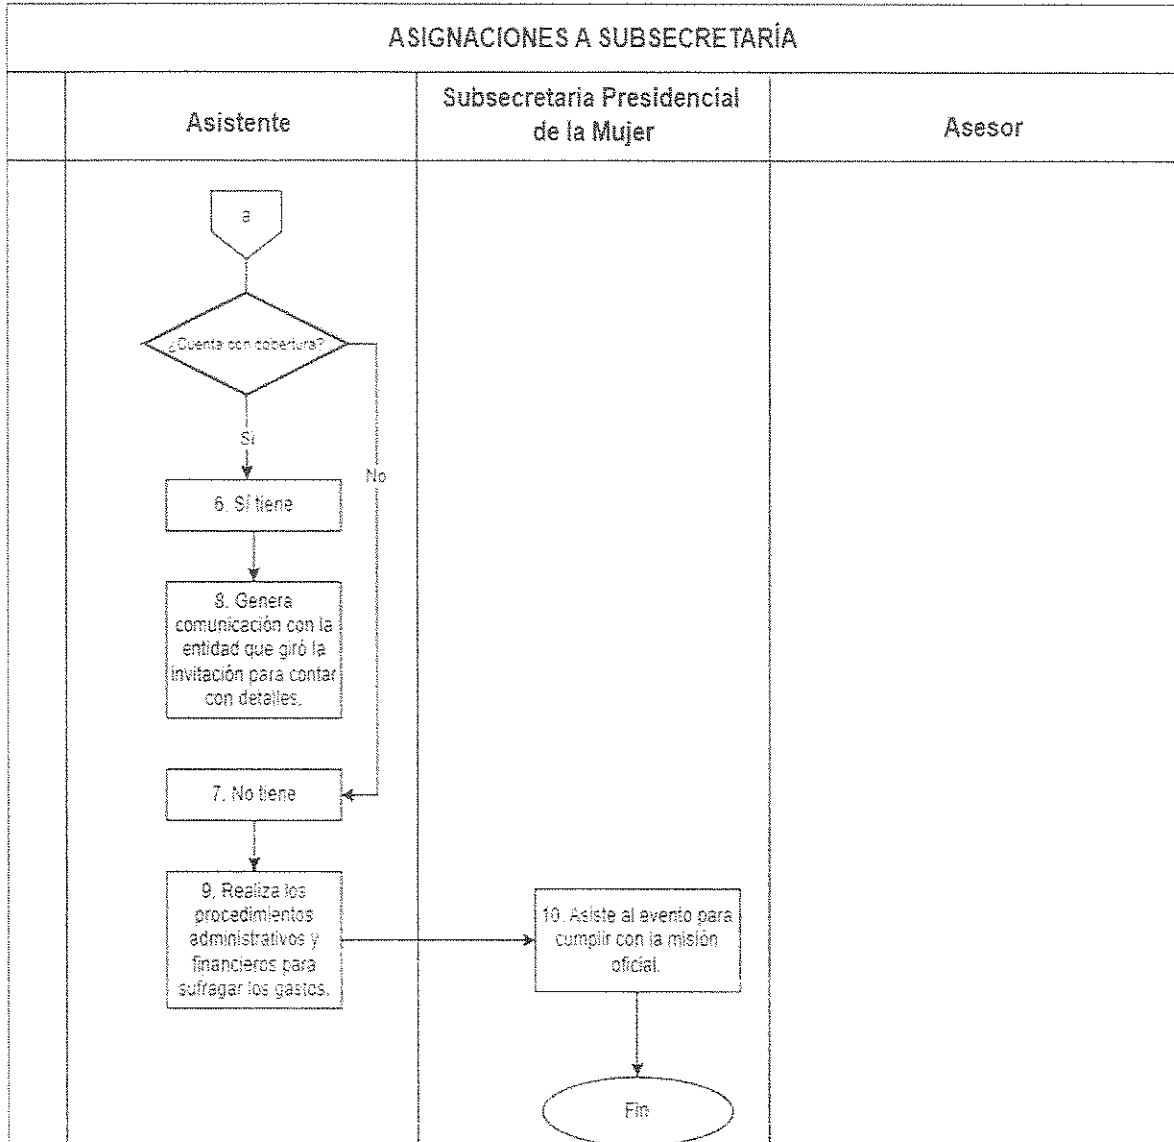 ASIGNACIONES A SUBSECRETARÍA
Asistente
Subsecretaria Presidencial
de la Mujer
Asesor
a
¿Cuenta con cobertura?
Sí
No
6. Sí tiene
8. Genera
comunicación con la
entidad que giró la
invitación para contar
con detalles.
7. No tiene
9. Realiza los
procedimientos
administrativos y
financieros para
sufragar los gastos.
10. Asiste al evento para
cumplir con la misión
oficial.
Fin